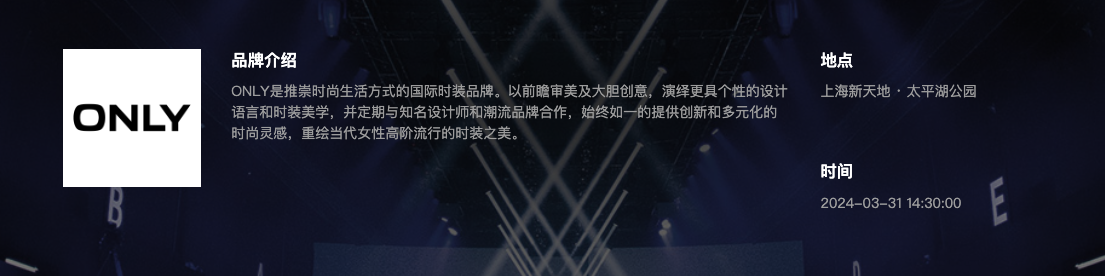 ONLY
品牌介绍
ONLY是推崇时尚生活方式的国际时装品牌。以前瞻审美及大胆创意，演绎更具个性的设计
语言和时装美学，并定期与知名设计师和潮流品牌合作，始终如一的提供创新和多元化的
时尚灵感，重绘当代女性高阶流行的时装之美。
地点
上海新天地 · 太平湖公园
时间
2024-03-31 14:30:00
B
E